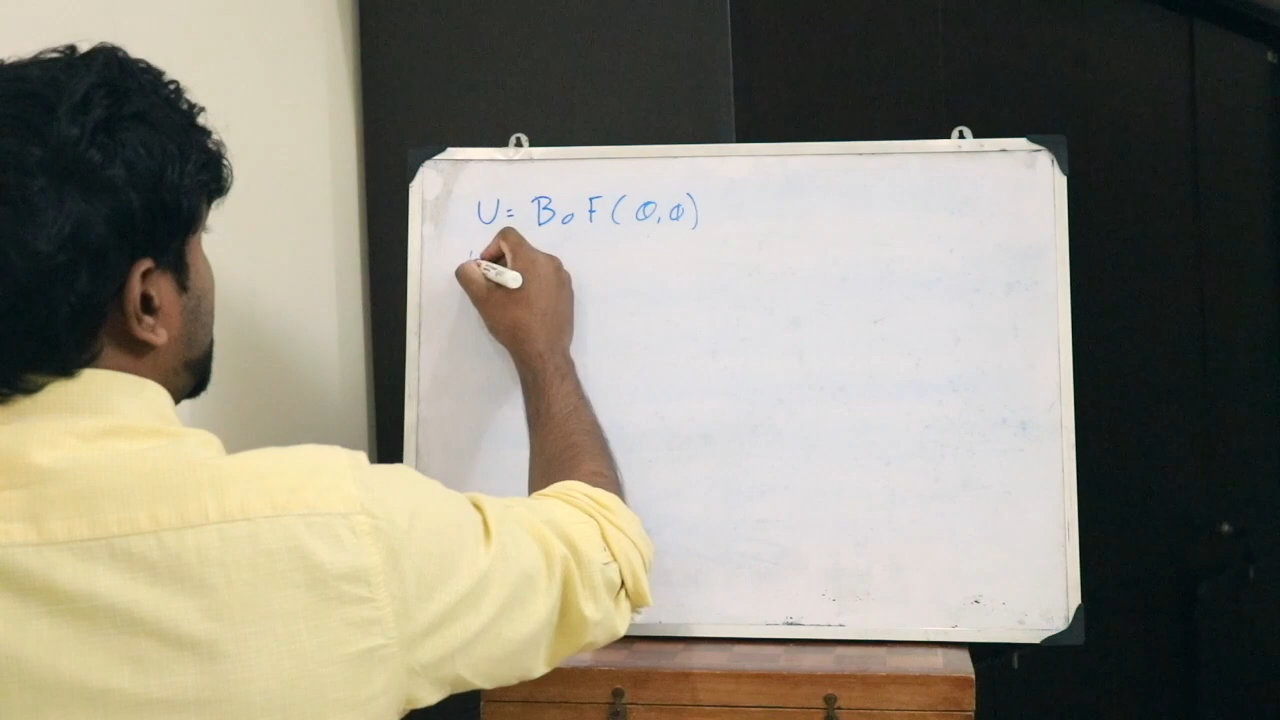 U = B₀ F(θ, φ)